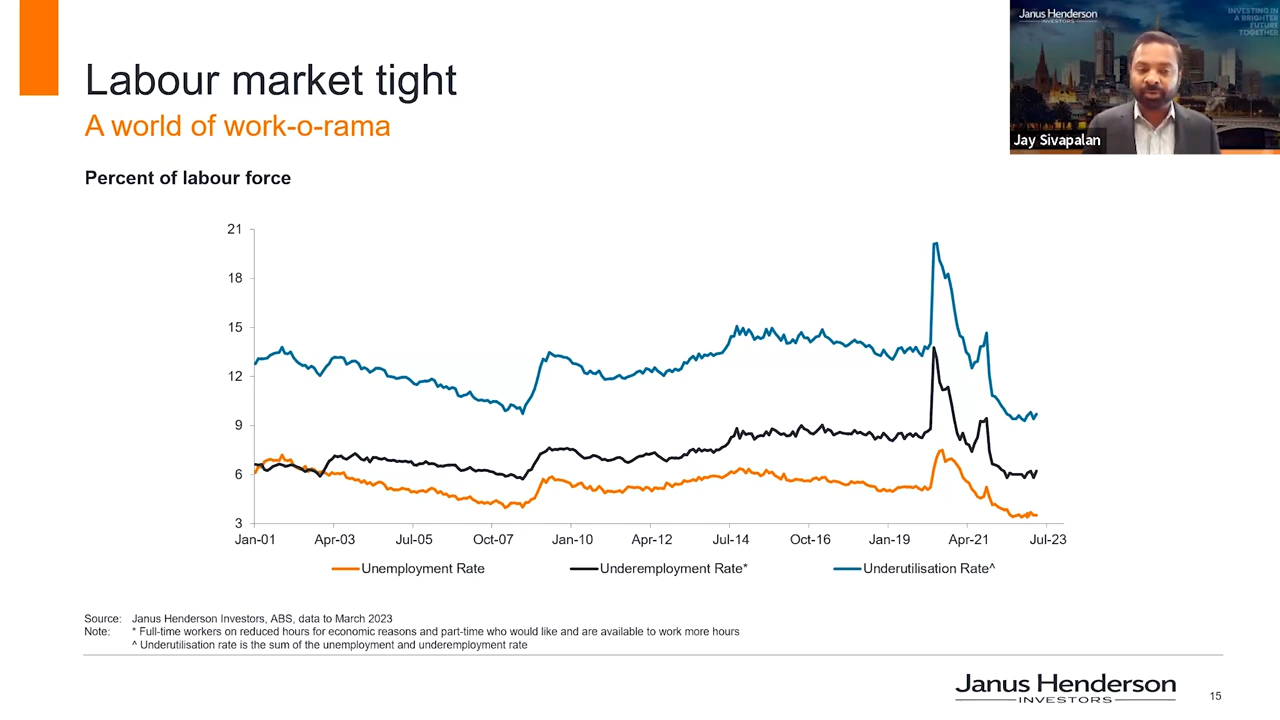 Labour market tight
A world of work-o-rama
Janus Henderson
INVESTORS
INVESTING IN
A BRIGHTER
FUTURE
TOGETHER
Jay Sivapalan
Percent of labour force
21
18
15
12
9
6
3
Jan-01 Apr-03 Jul-05 Oct-07 Jan-10 Apr-12 Jul-14 Oct-16 Jan-19 Apr-21 Jul-23
Unemployment Rate Underemployment Rate* Underutilisation Rate^
Source: Janus Henderson Investors, ABS, data to March 2023
Note: * Full-time workers on reduced hours for economic reasons and part-time who would like and are available to work more hours
^ Underutilisation rate is the sum of the unemployment and underemployment rate
Janus Henderson
INVESTORS
15